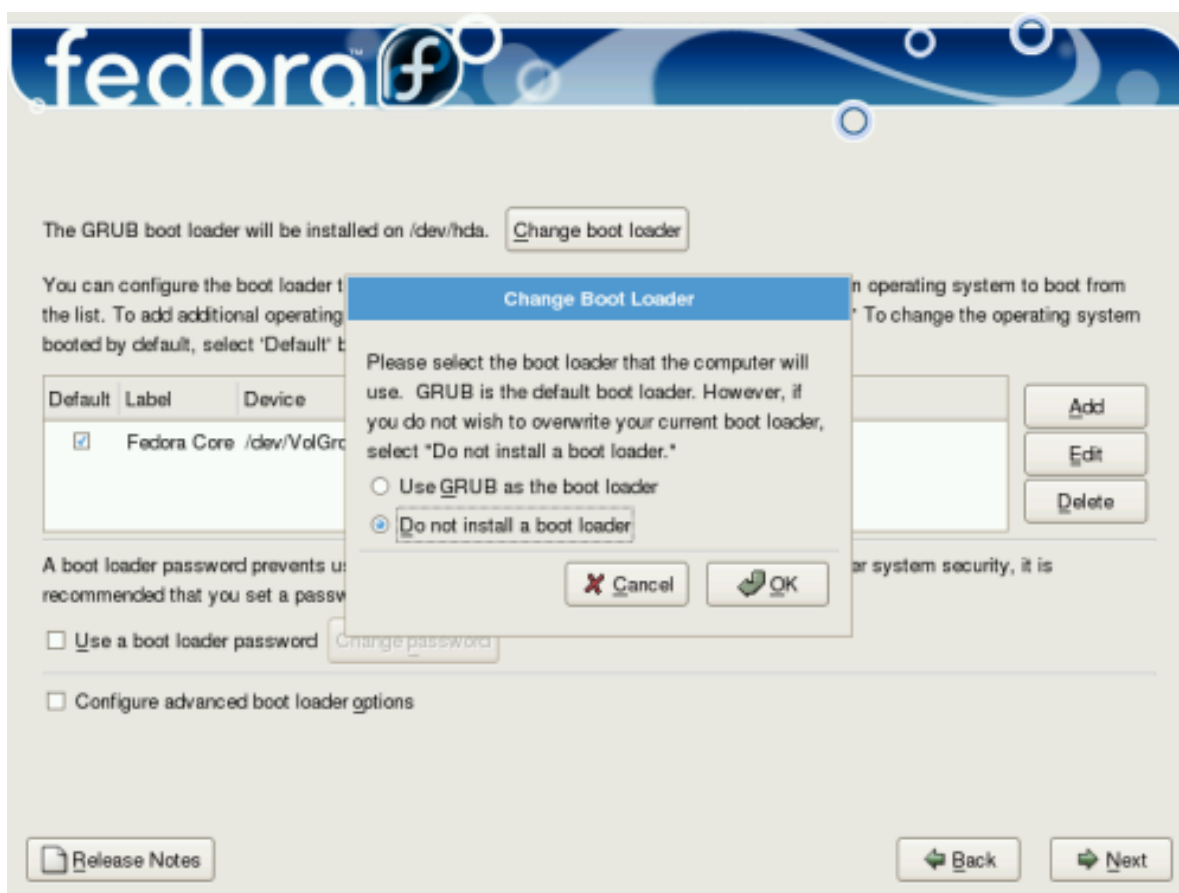 fedora
The GRUB boot loader will be installed on /dev/hda. Change boot loader
You can configure the boot loader t
n operating system to boot from
the list. To add additional operating
" To change the operating system
booted by default, select "Default" b
Change Boot Loader
Please select the boot loader that the computer will
use. GRUB is the default boot loader. However, if
you do not wish to overwrite your current boot loader,
select "Do not install a boot loader."
Use GRUB as the boot loader
Do not install a boot loader
Cancel OK
Default Label Device
Fedora Core /dev/VolGro
Add
Edit
Delete
A boot loader password prevents u
er system security, it is
recommended that you set a passw
Use a boot loader password Change password
Configure advanced boot loader options
Release Notes Back Next